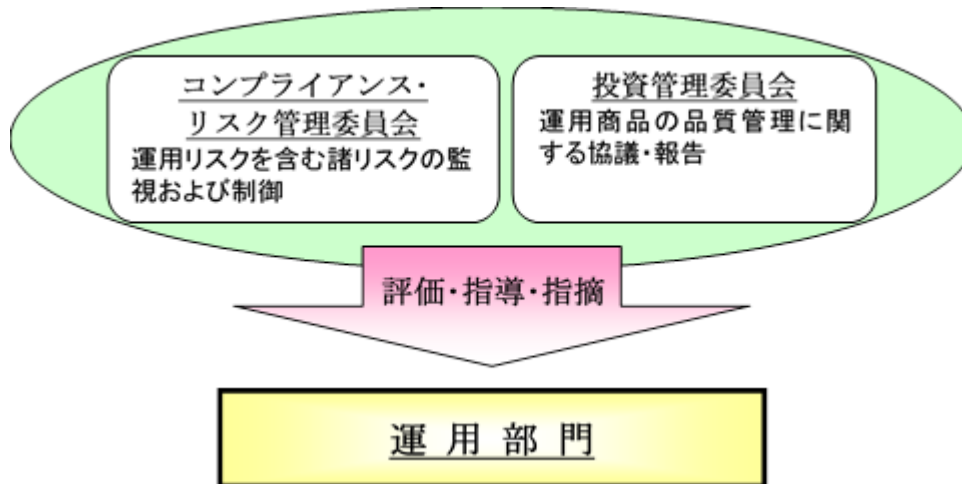 コンプライアンス・
リスク管理委員会
運用リスクを含む諸リスクの監
視および制御
投資管理委員会
運用商品の品質管理に関
する協議・報告
評価・指導・指摘
運用部門